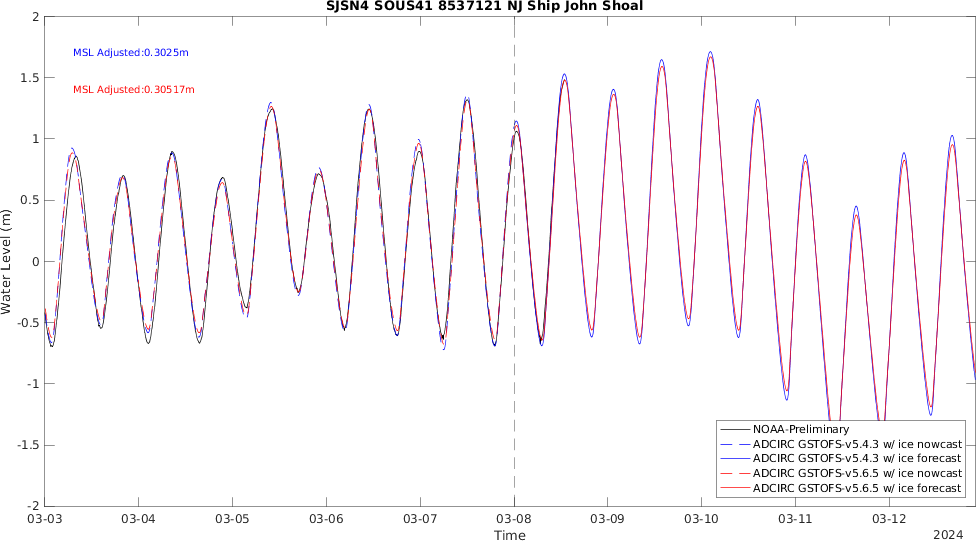 SJSN4 SOUS41 8537121 NJ Ship John Shoal
2
1.5
1
0.5
0
-0.5
-1
-1.5
-2
Water Level (m)
MSL Adjusted:0.3025m
MSL Adjusted:0.30517m
NOAA-Preliminary
ADCIRC GSTOFS-v5.4.3 w/ ice nowcast
ADCIRC GSTOFS-v5.4.3 w/ ice forecast
ADCIRC GSTOFS-v5.6.5 w/ ice nowcast
ADCIRC GSTOFS-v5.6.5 w/ ice forecast
03-03 03-04 03-05 03-06 03-07 03-08 03-09 03-10 03-11 03-12
Time
2024